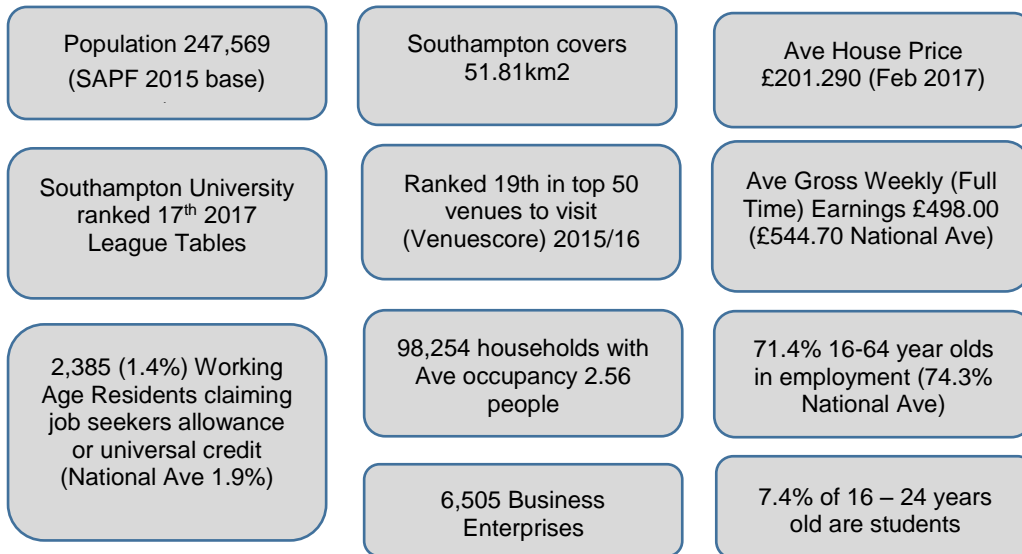 Population 247,569
(SAPF 2015 base)
Southampton covers
51.81km2
Ave House Price
£201.290 (Feb 2017)
Southampton University
ranked 17th 2017
League Tables
Ranked 19th in top 50
venues to visit
(Venuescore) 2015/16
Ave Gross Weekly (Full
Time) Earnings £498.00
(£544.70 National Ave)
2,385 (1.4%) Working
Age Residents claiming
job seekers allowance
or universal credit
(National Ave 1.9%)
98,254 households with
Ave occupancy 2.56
people
71.4% 16-64 year olds
in employment (74.3%
National Ave)
6,505 Business
Enterprises
7.4% of 16 – 24 years
old are students